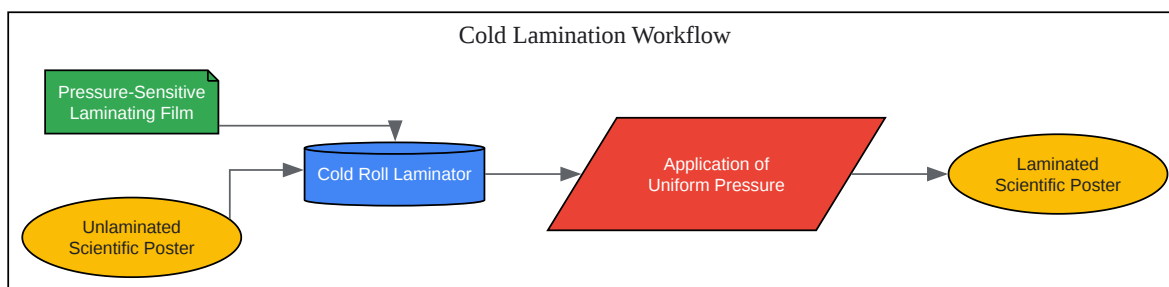 Cold Lamination Workflow
Pressure-Sensitive
Laminating Film
Cold Roll Laminator
Unlaminated
Scientific Poster
Application of
Uniform Pressure
Laminated
Scientific Poster